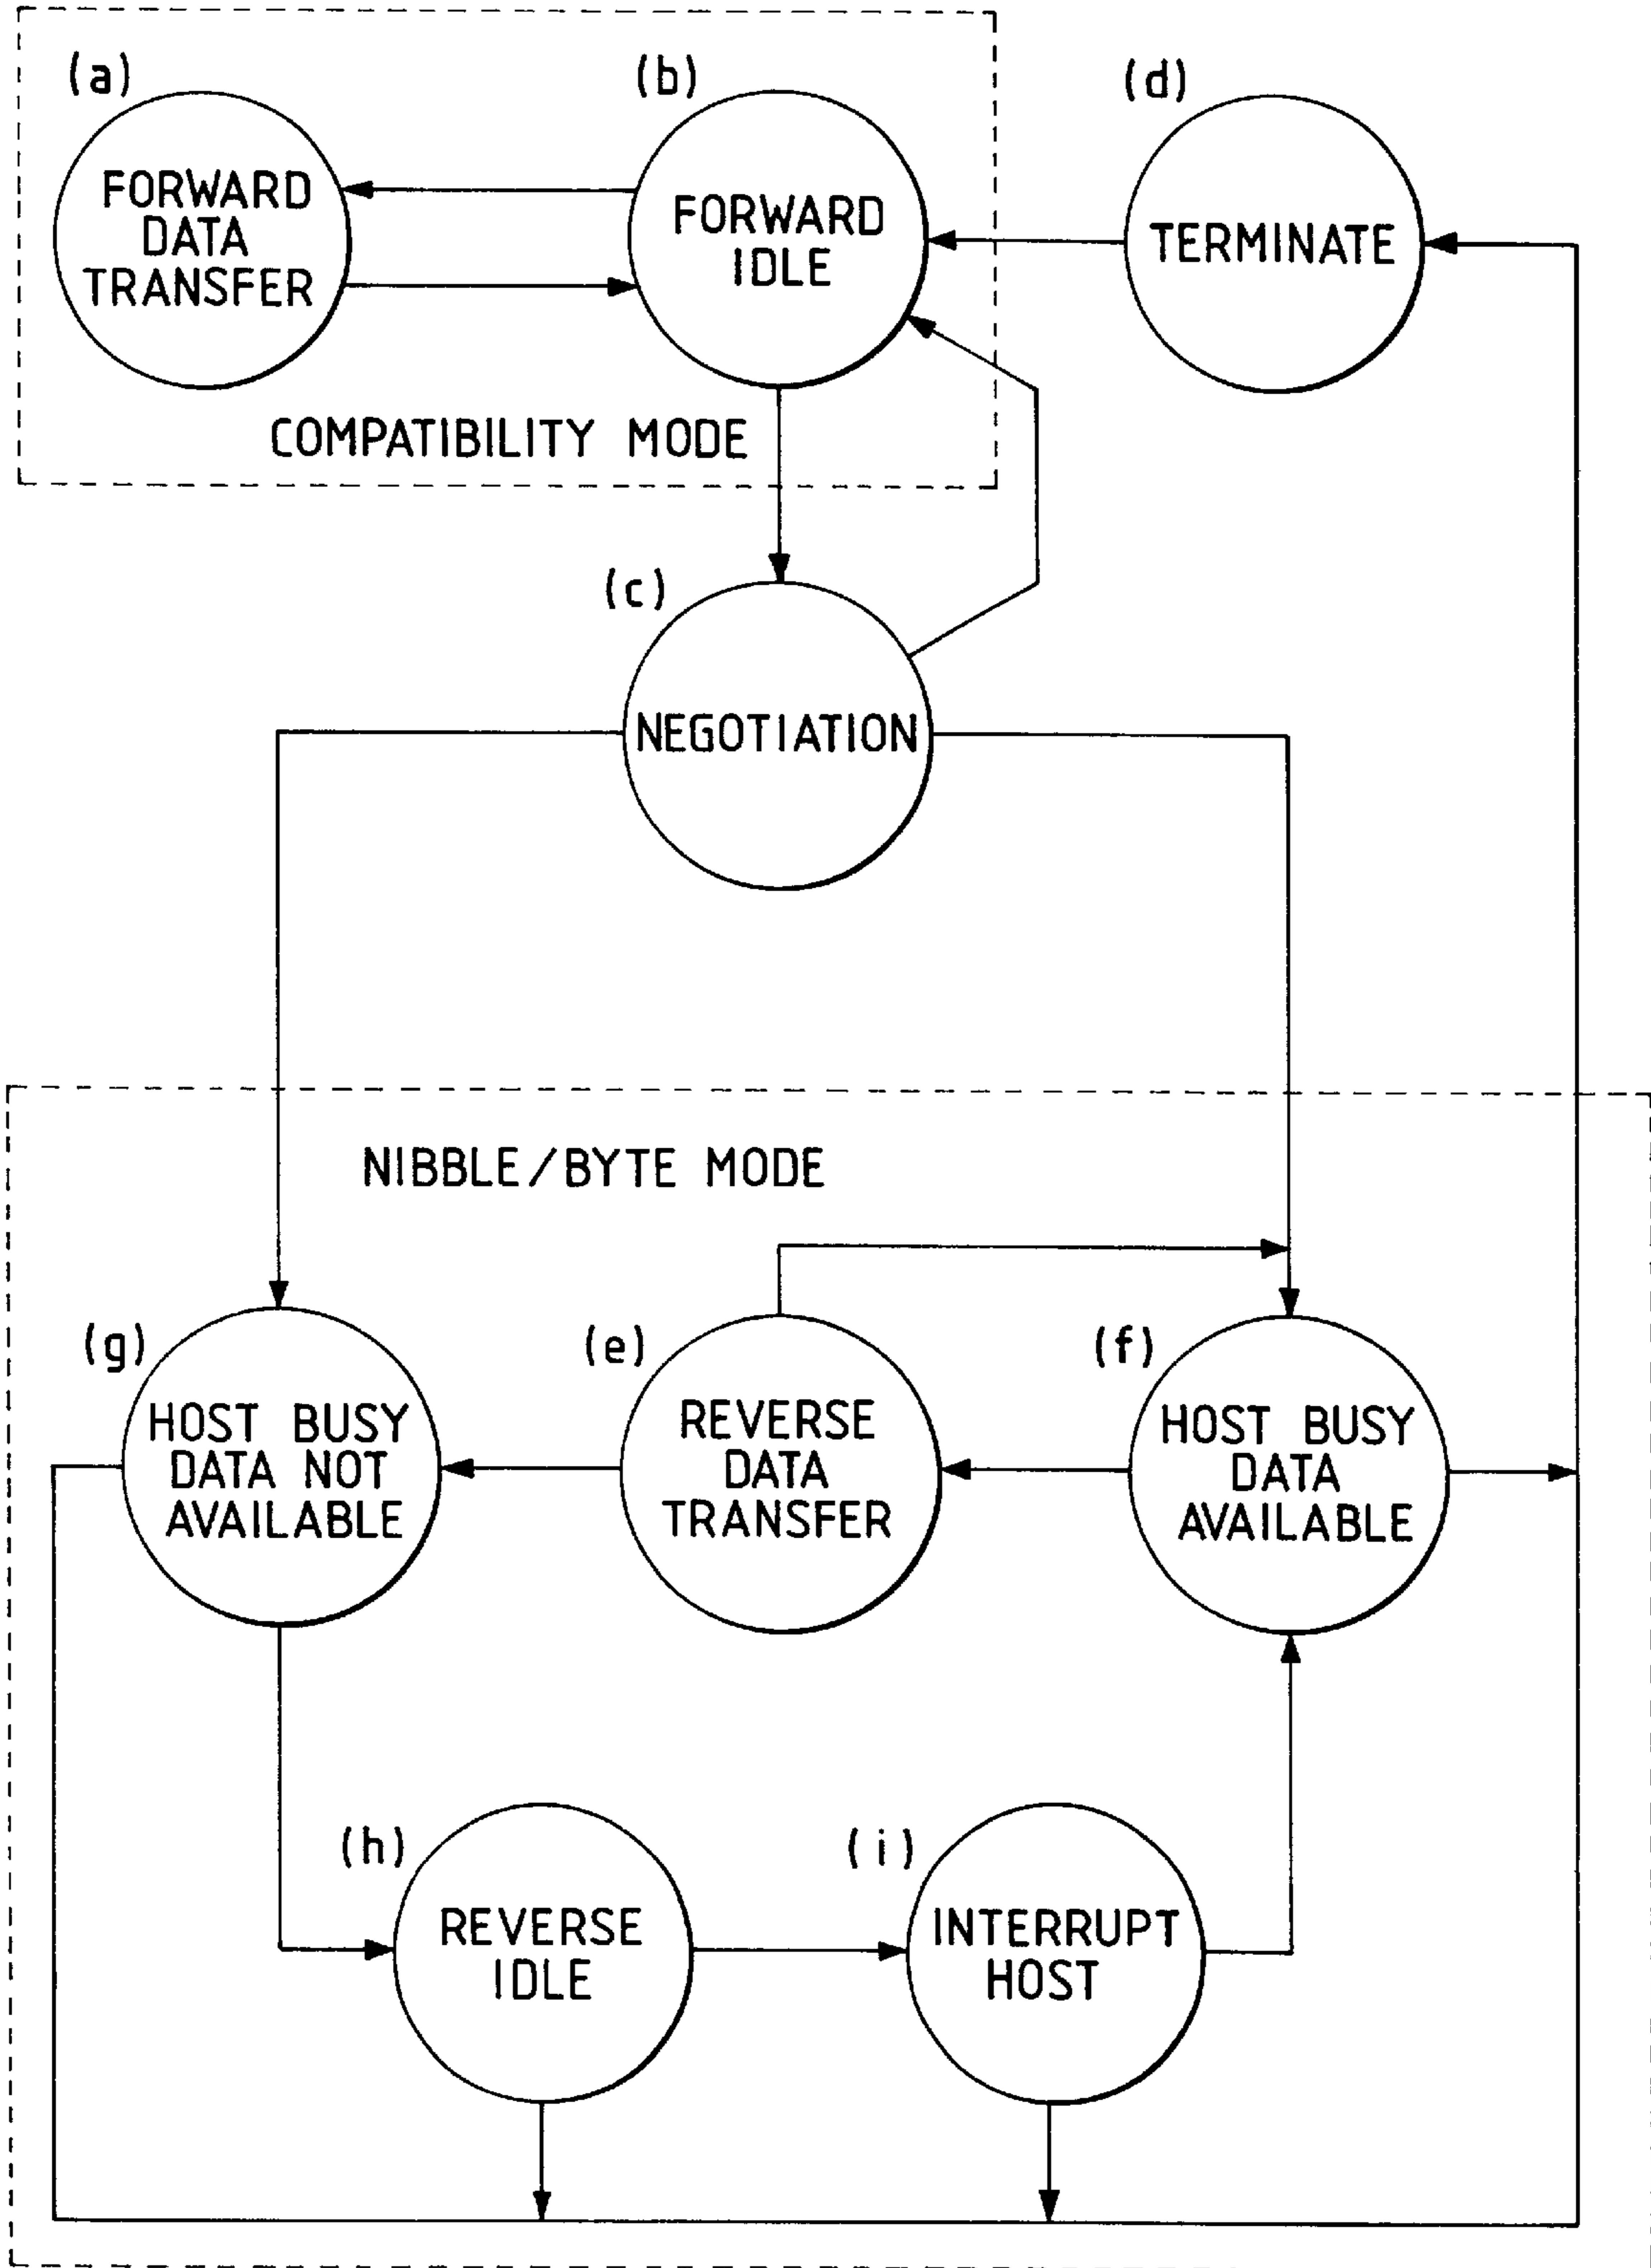 (a)
(b)
(d)
FORWARD
DATA
TRANSFER
FORWARD
IDLE
TERMINATE
COMPATIBILITY MODE
(c)
NEGOTIATION
NIBBLE/BYTE MODE
(g)
(e)
(f)
HOST BUSY
DATA NOT
AVAILABLE
REVERSE
DATA
TRANSFER
HOST BUSY
DATA
AVAILABLE
(h)
(i)
REVERSE
IDLE
INTERRUPT
HOST